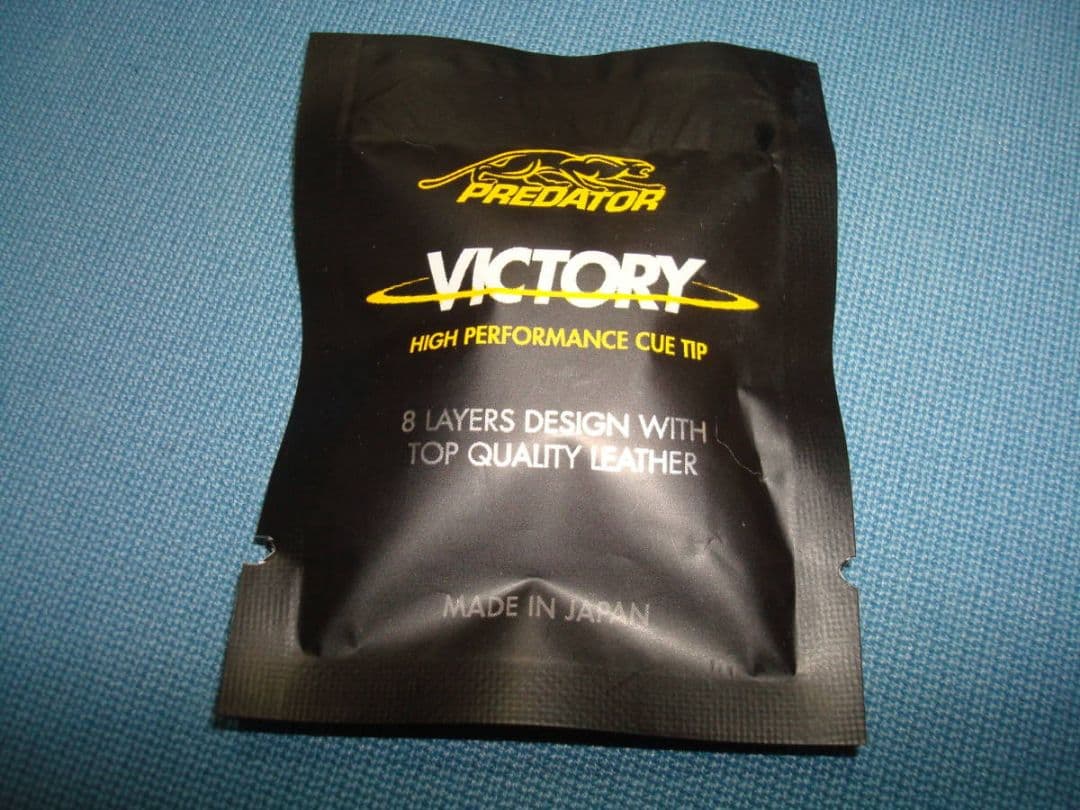 PREDATOR
VICTORY
HIGH PERFORMANCE CUE TIP
8 LAYERS DESIGN WITH
TOP QUALITY LEATHER
MADE IN JAPAN